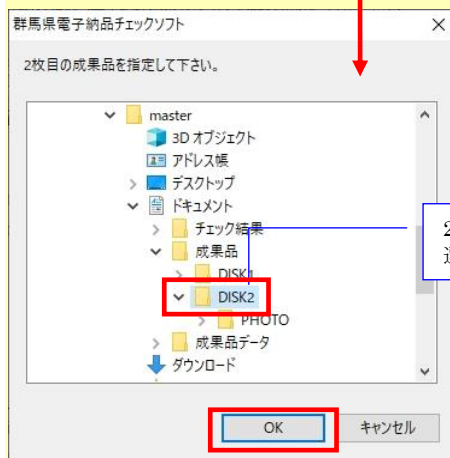 群馬県電子納品チェックソフト
2枚目の成果品を指定して下さい。
master
3D オブジェクト
アドレス帳
デスクトップ
ドキュメント
チェック結果
2
成果品
DISK1
DISK2
PHOTO
成果品データ
ダウンロード
OK
キャンセル